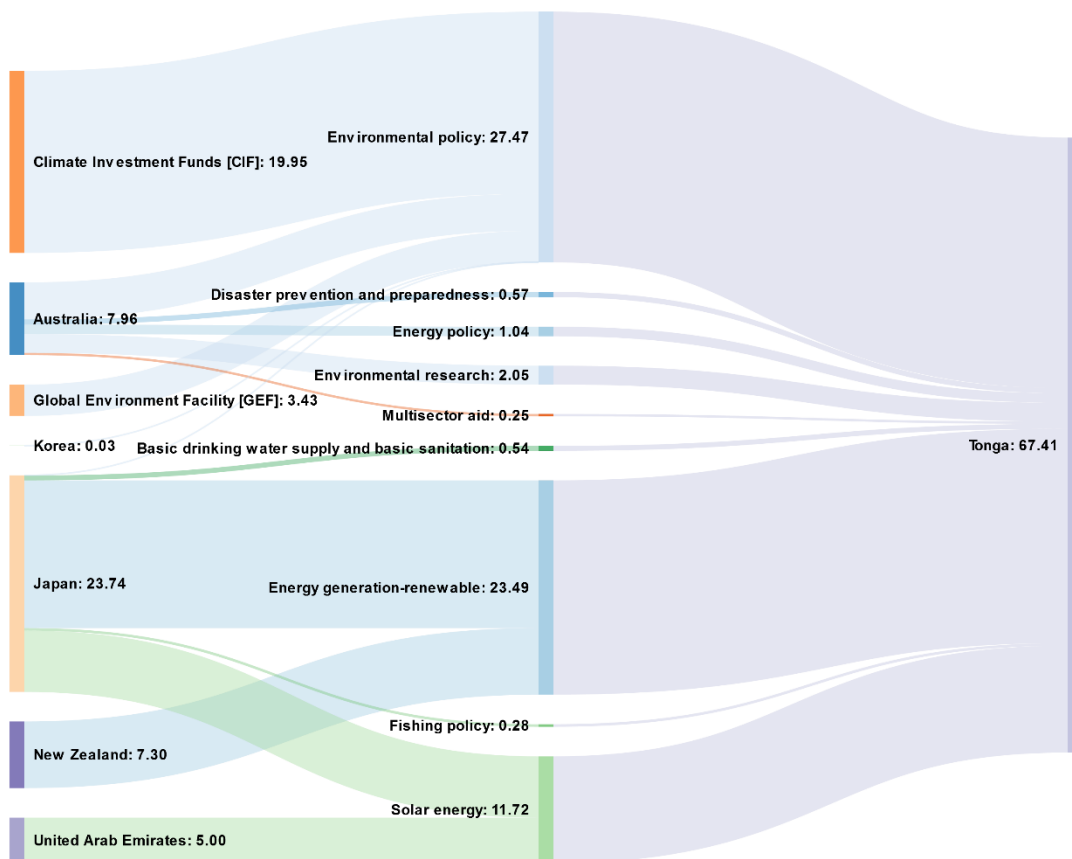 Climate Investment Funds [CIF]: 19.95
Australia: 7.96
Global Environment Facility [GEF]: 3.43
Korea: 0.03
Japan: 23.74
New Zealand: 7.30
United Arab Emirates: 5.00
Environmental policy: 27.47
Disaster prevention and preparedness: 0.57
Energy policy: 1.04
Environmental research: 2.05
Multisector aid: 0.25
Basic drinking water supply and basic sanitation: 0.54
Energy generation-renewable: 23.49
Fishing policy: 0.28
Solar energy: 11.72
Tonga: 67.41